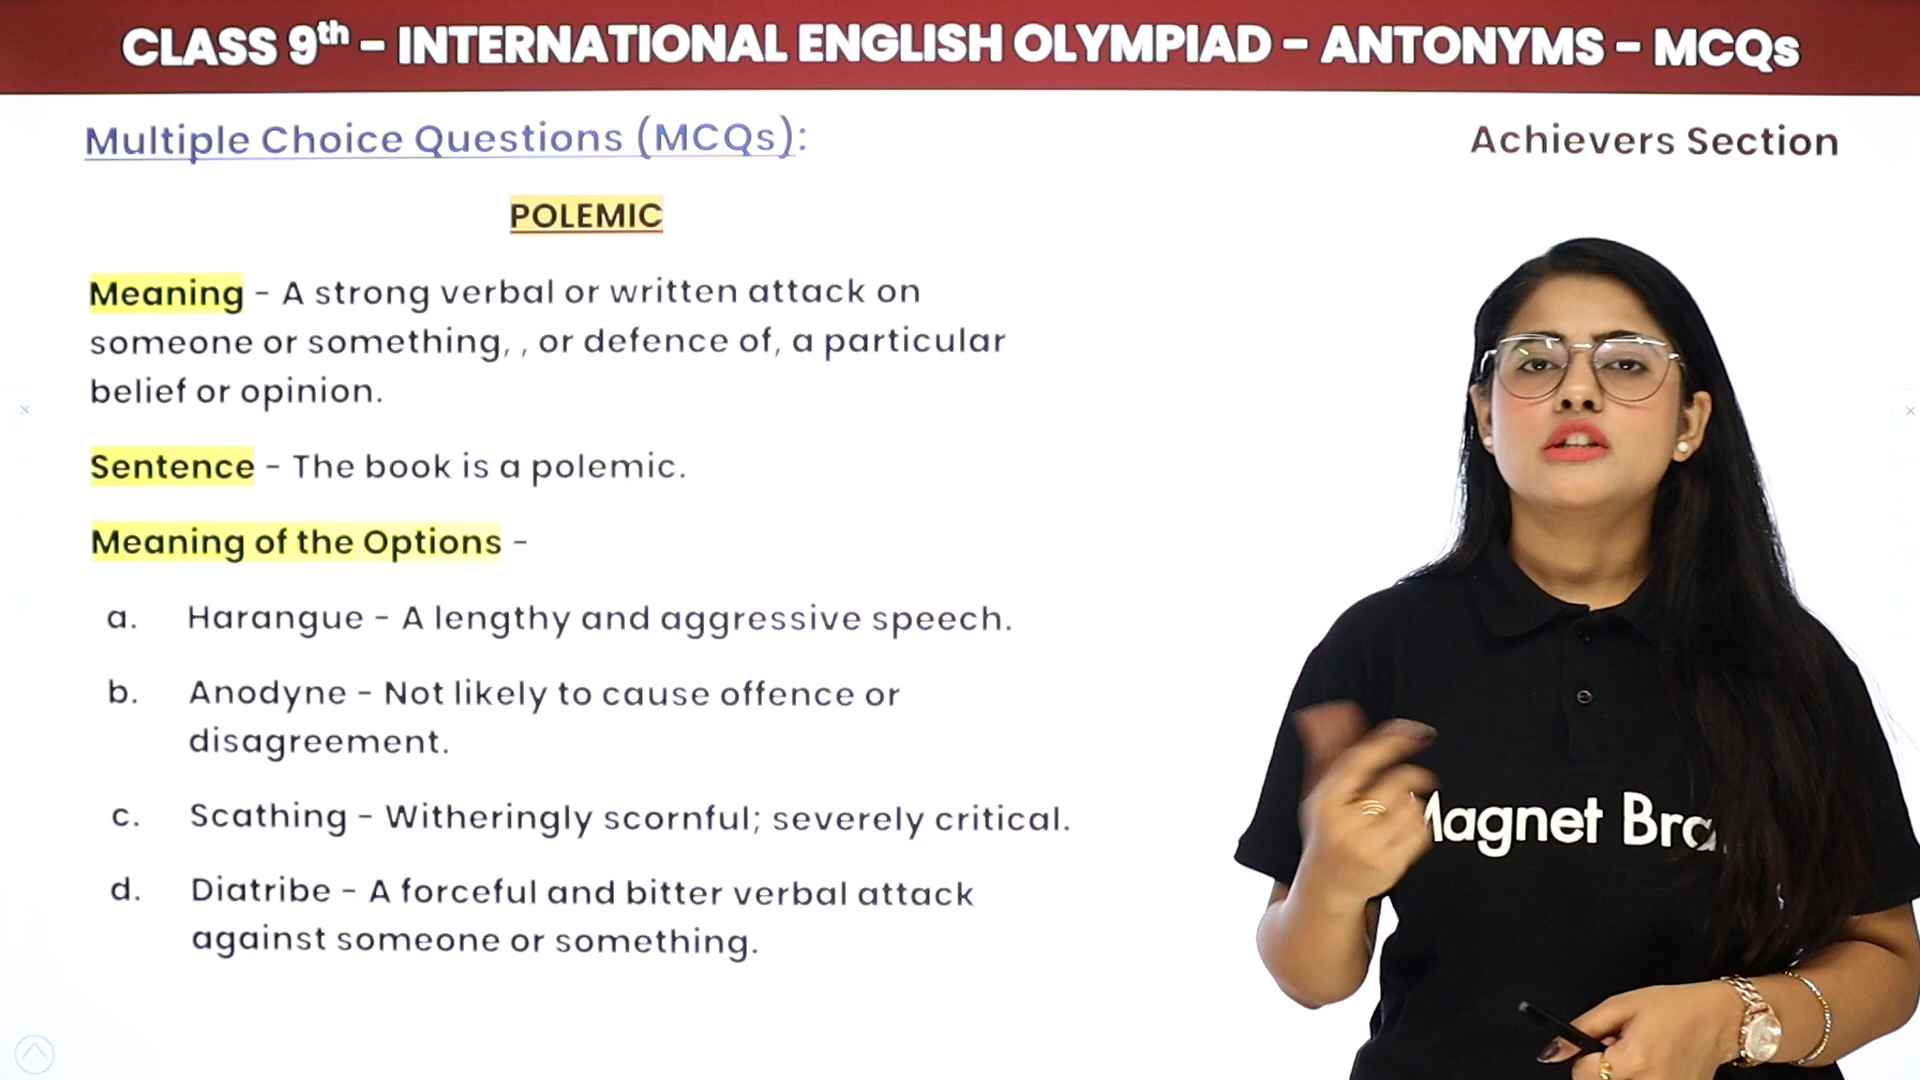 CLASS 9th – INTERNATIONAL ENGLISH OLYMPIAD – ANTONYMS – MCQs
Multiple Choice Questions (MCQs):
Achievers Section
POLEMIC
Meaning – A strong verbal or written attack on
someone or something, , or defence of, a particular
belief or opinion.
Sentence – The book is a polemic.
Meaning of the Options –
a. Harangue – A lengthy and aggressive speech.
b. Anodyne – Not likely to cause offence or
disagreement.
c. Scathing – Witheringly scornful; severely critical.
d. Diatribe – A forceful and bitter verbal attack
against someone or something.
Magnet Bra